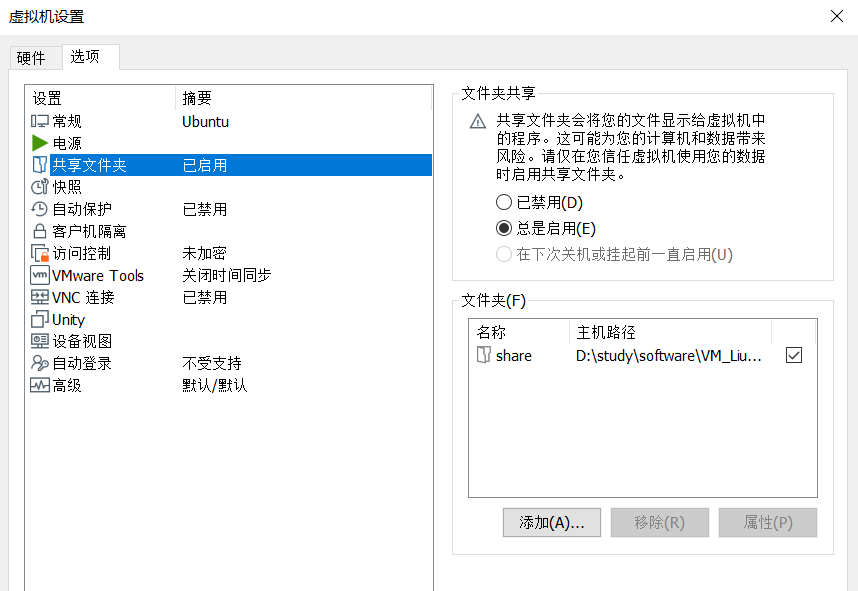 虚拟机设置
硬件 选项
设置 摘要
常规 Ubuntu
电源
共享文件夹 已启用
快照
自动保护 已禁用
客户机隔离
访问控制 未加密
vm VMware Tools 关闭时间同步
VNC 连接 已禁用
Unity
设备视图
自动登录 不受支持
高级 默认/默认
文件夹共享
共享文件夹会将您的文件显示给虚拟机中
的程序。这可能为您的计算机和数据带来
风险。请仅在您信任虚拟机使用您的数据
时启用共享文件夹。
已禁用(D)
总是启用(E)
在下次关机或挂起前一直启用(U)
文件夹(F)
名称 主机路径
share D:\study\software\VM_Liu...
添加(A)... 移除(R) 属性(P)